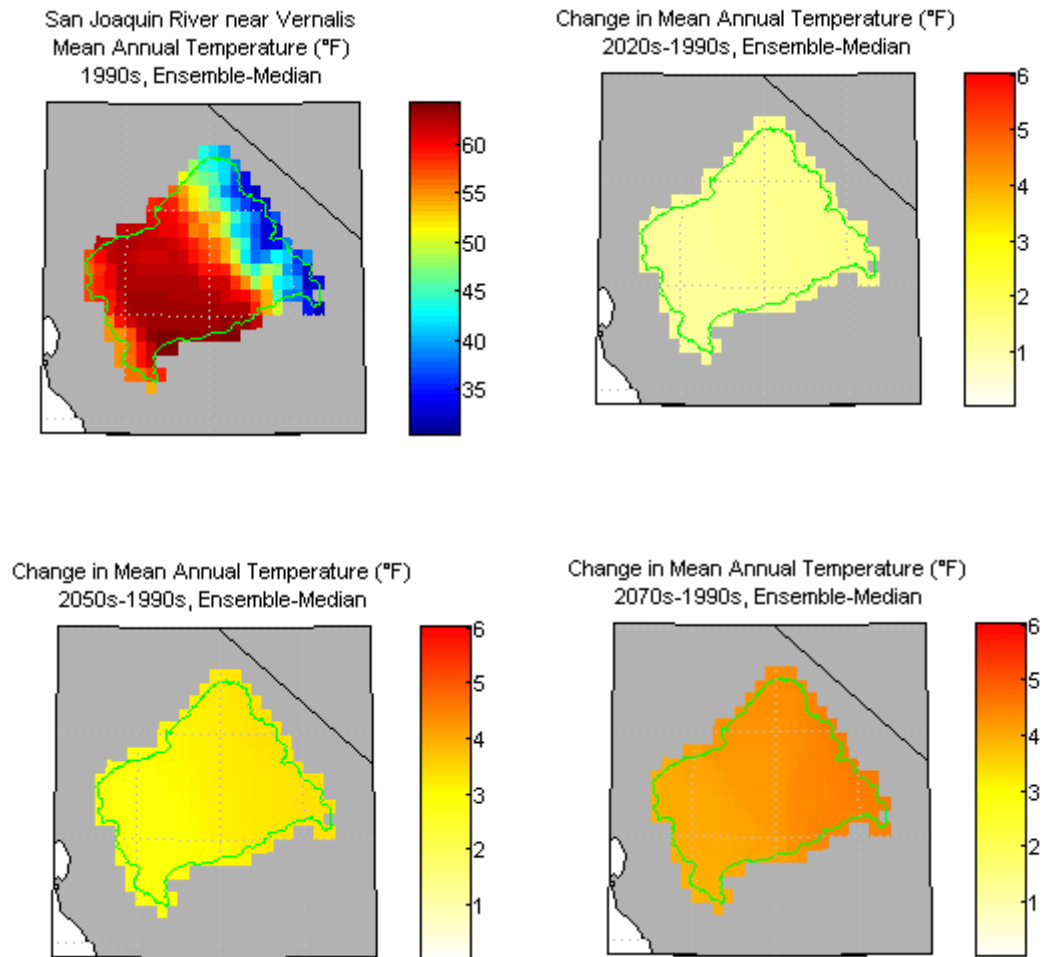 San Joaquin River near Vernalis
Mean Annual Temperature (°F)
1990s, Ensemble-Median
60
55
50
45
40
35
Change in Mean Annual Temperature (°F)
2020s-1990s, Ensemble-Median
6
5
4
3
2
1
Change in Mean Annual Temperature (°F)
2050s-1990s, Ensemble-Median
6
5
4
3
2
1
Change in Mean Annual Temperature (°F)
2070s-1990s, Ensemble-Median
6
5
4
3
2
1